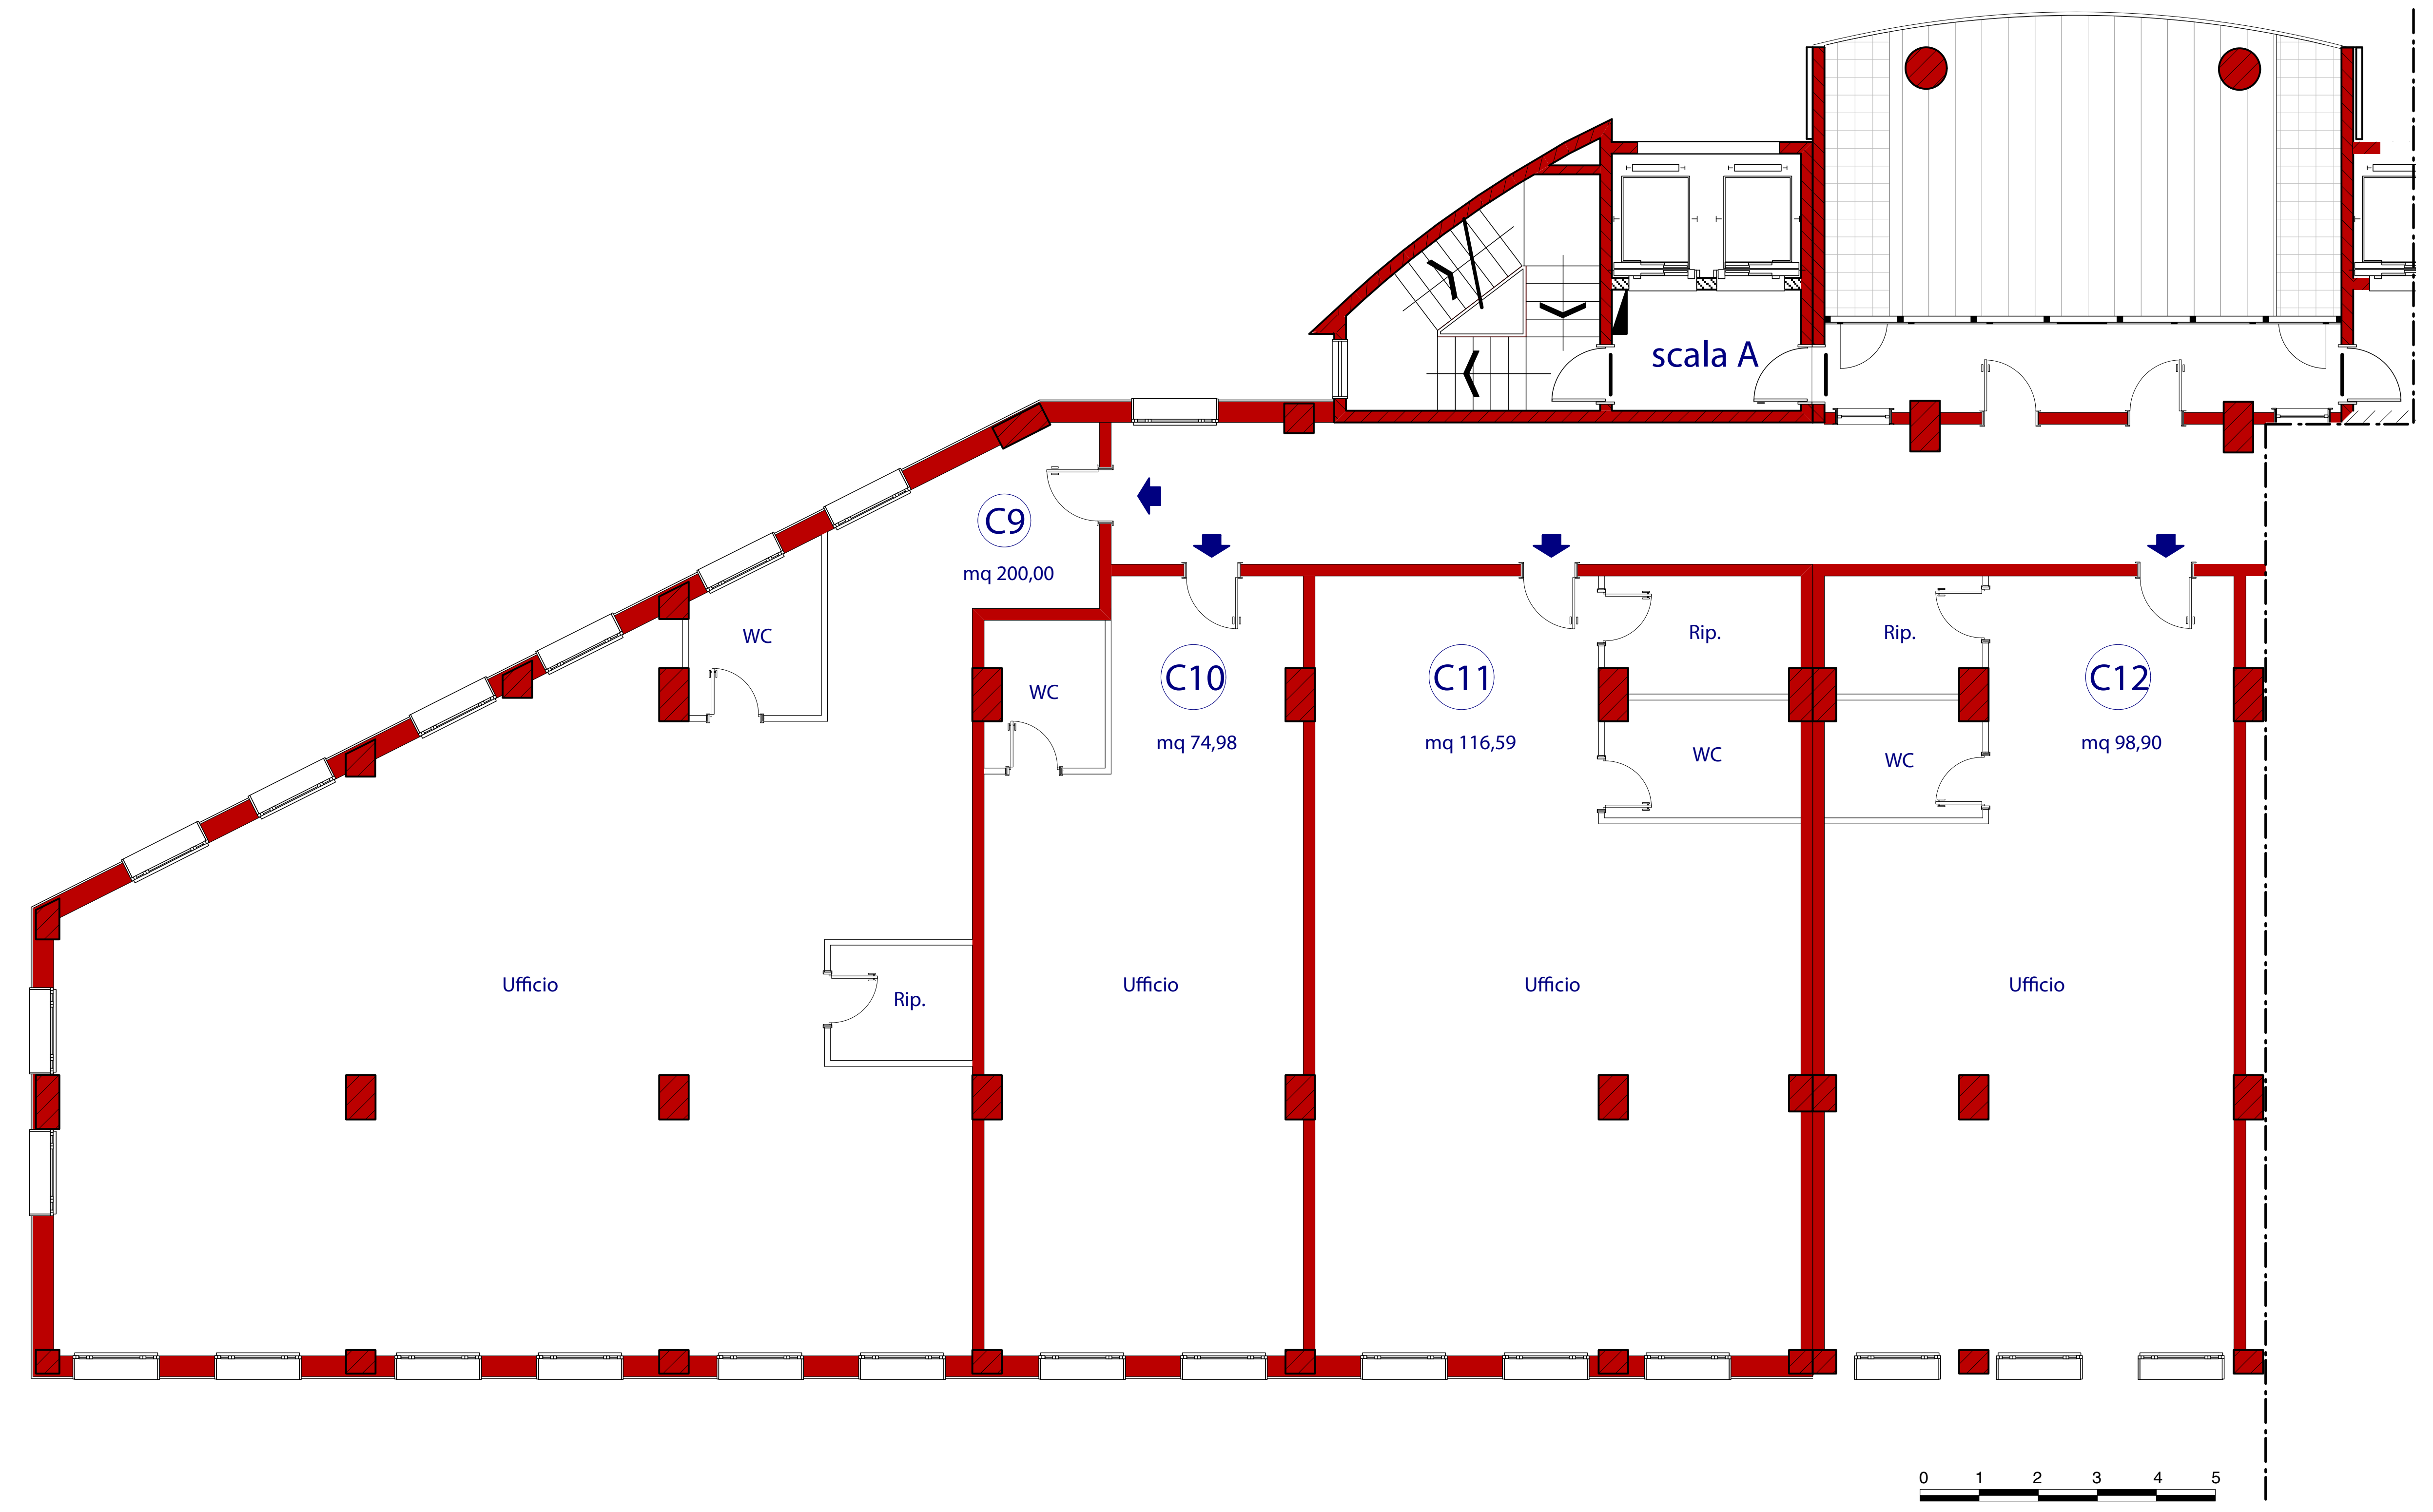 scala A
C9
mq 200,00
WC
WC
C10
mq 74,98
C11
mq 116,59
Rip.
WC
Rip.
WC
C12
mq 98,90
Ufficio
Rip.
Ufficio
Ufficio
Ufficio
0 1 2 3 4 5